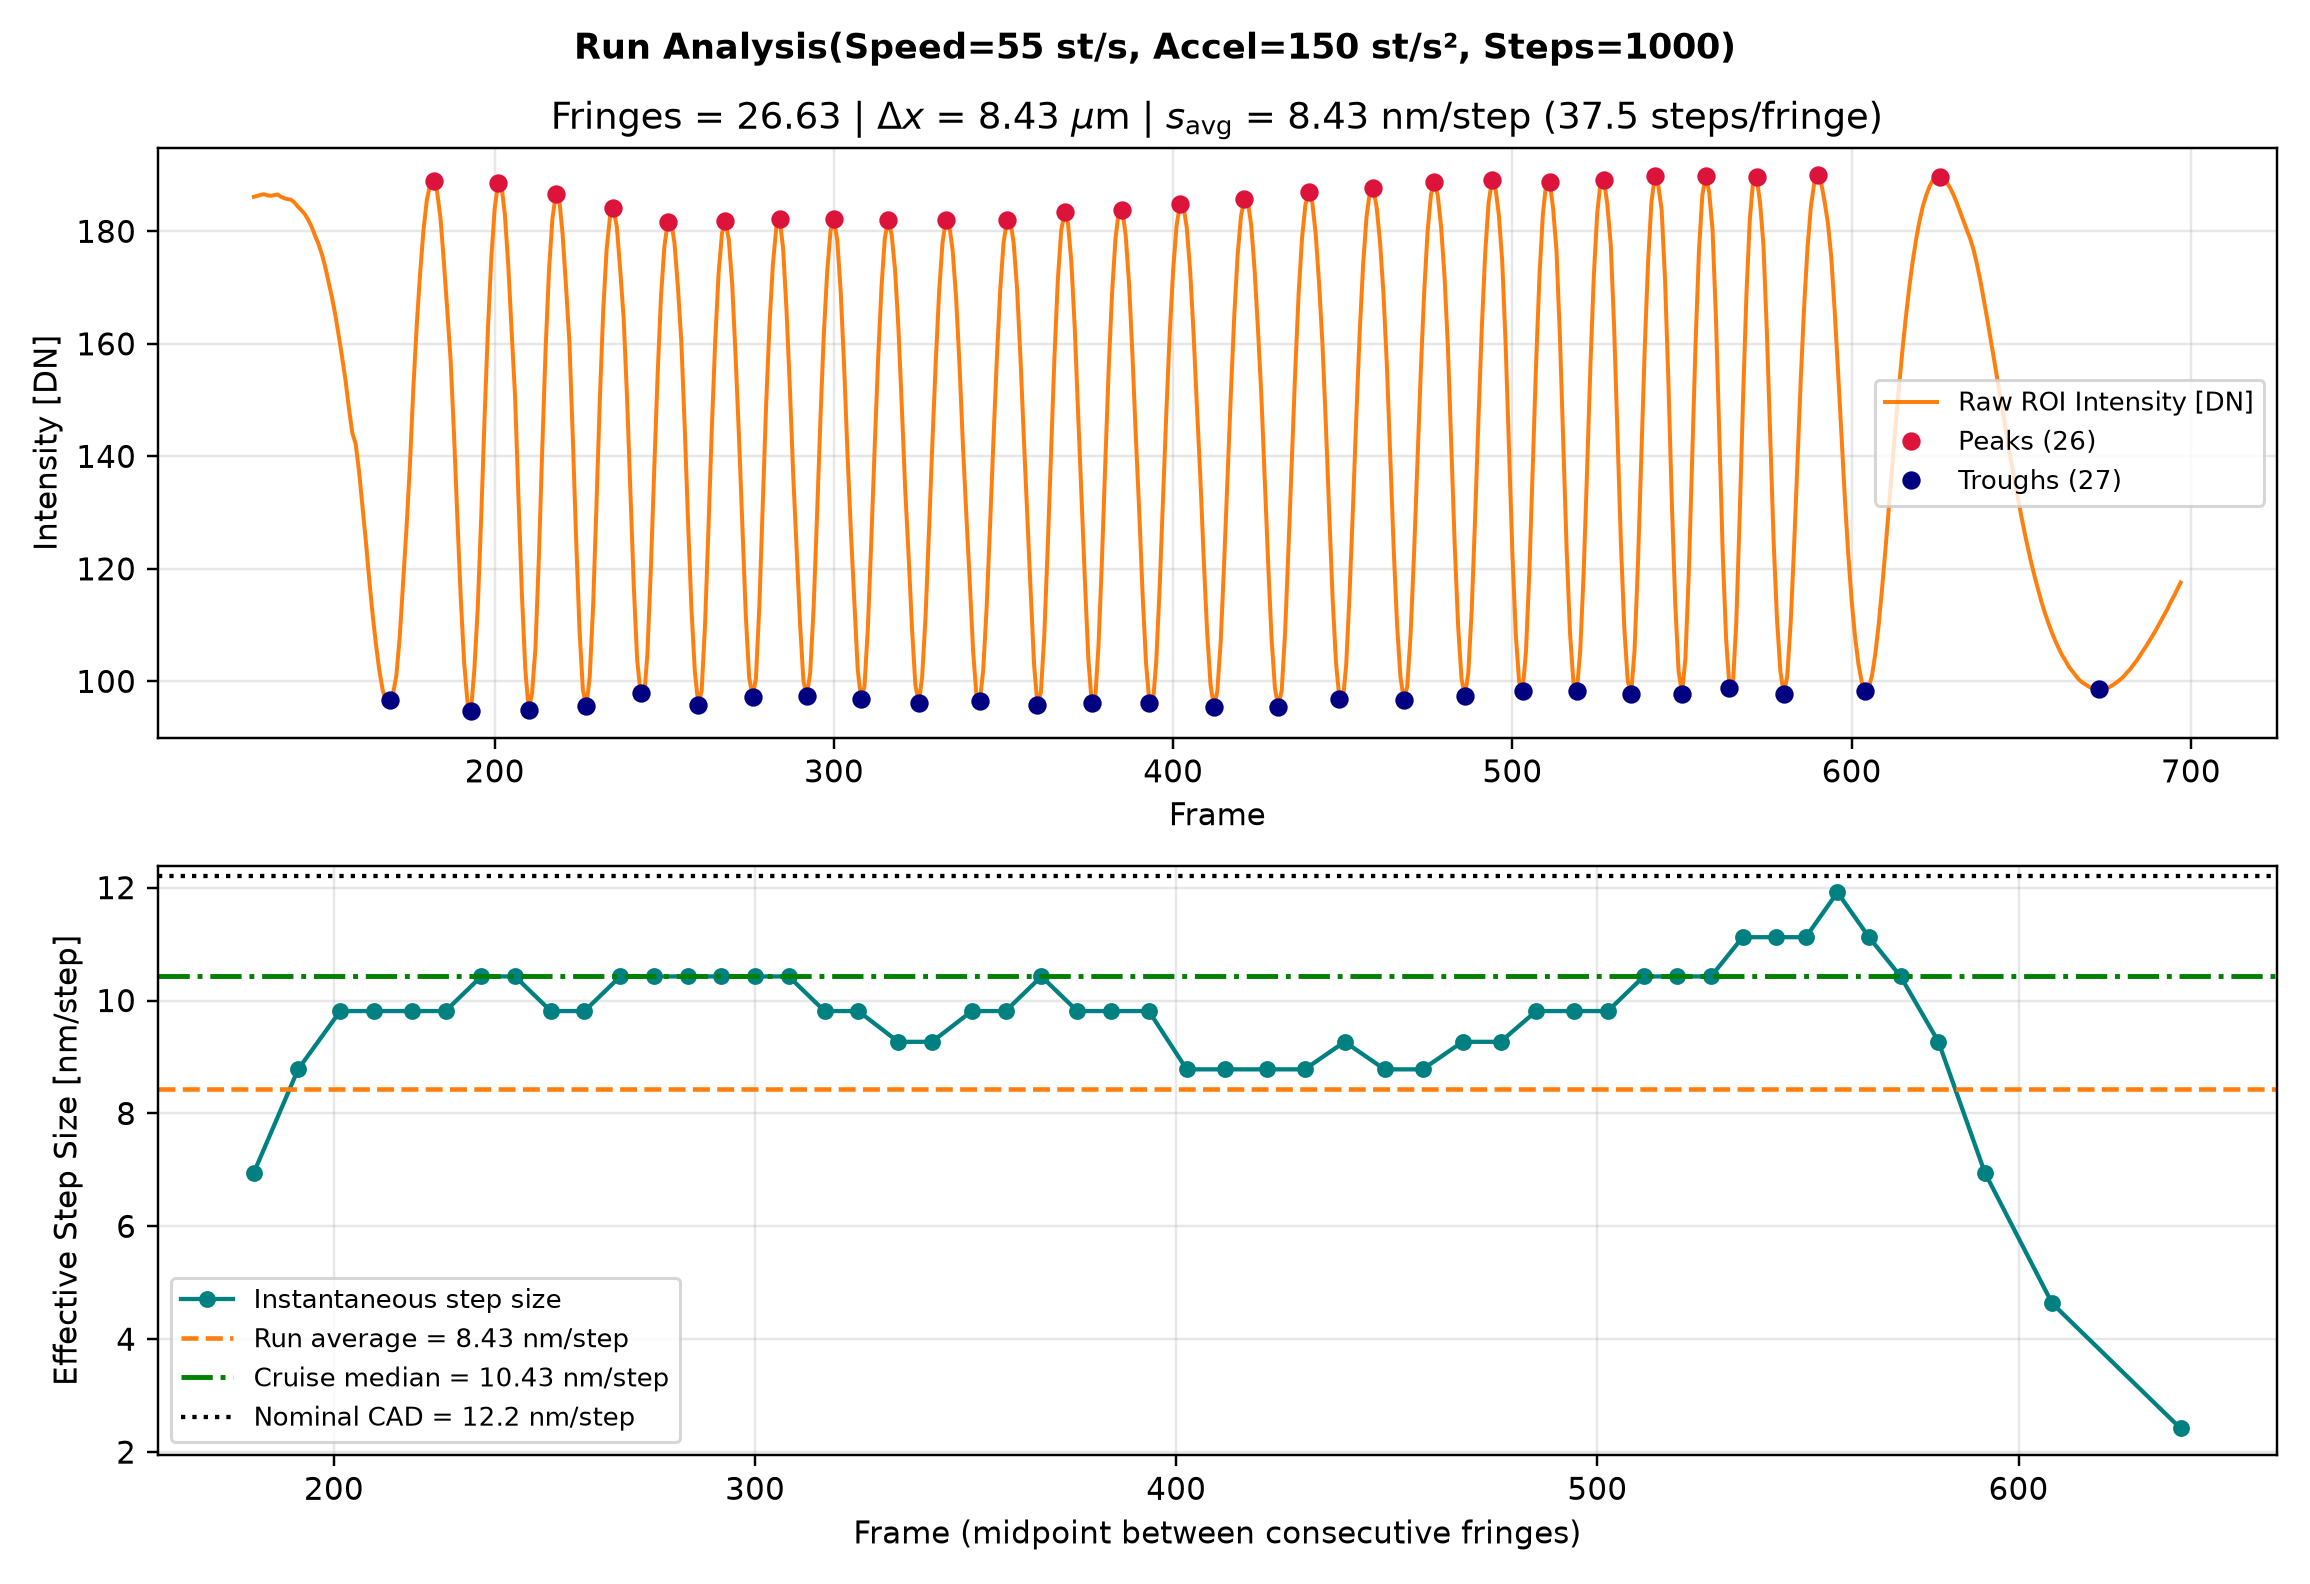 Run Analysis(Speed=55 st/s, Accel=150 st/s², Steps=1000)
Fringes = 26.63 | Δx = 8.43 μm | s_avg = 8.43 nm/step (37.5 steps/fringe)
Intensity [DN]
180
160
140
120
100
Raw ROI Intensity [DN]
Peaks (26)
Troughs (27)
200 300 400 500 600 700
Frame
Effective Step Size [nm/step]
12
10
8
6
4
2
Instantaneous step size
Run average = 8.43 nm/step
Cruise median = 10.43 nm/step
Nominal CAD = 12.2 nm/step
200 300 400 500 600
Frame (midpoint between consecutive fringes)